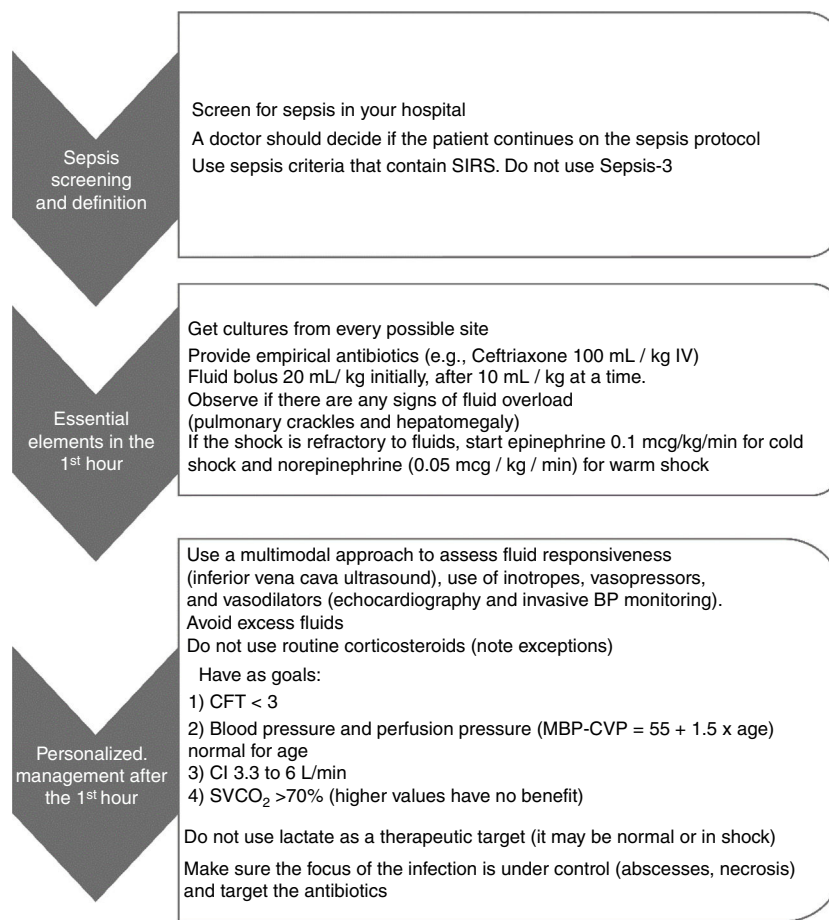 Sepsis
screening
and definition
Screen for sepsis in your hospital
A doctor should decide if the patient continues on the sepsis protocol
Use sepsis criteria that contain SIRS. Do not use Sepsis-3
Essential
elements in the
1st hour
Get cultures from every possible site
Provide empirical antibiotics (e.g., Ceftriaxone 100 mL / kg IV)
Fluid bolus 20 mL/ kg initially, after 10 mL / kg at a time.
Observe if there are any signs of fluid overload
(pulmonary crackles and hepatomegaly)
If the shock is refractory to fluids, start epinephrine 0.1 mcg/kg/min for cold
shock and norepinephrine (0.05 mcg / kg / min) for warm shock
Personalized.
management after
the 1st hour
Use a multimodal approach to assess fluid responsiveness
(inferior vena cava ultrasound), use of inotropes, vasopressors,
and vasodilators (echocardiography and invasive BP monitoring).
Avoid excess fluids
Do not use routine corticosteroids (note exceptions)
Have as goals:
1) CFT < 3
2) Blood pressure and perfusion pressure (MBP-CVP = 55 + 1.5 x age)
normal for age
3) CI 3.3 to 6 L/min
4) SVCO₂ >70% (higher values have no benefit)
Do not use lactate as a therapeutic target (it may be normal or in shock)
Make sure the focus of the infection is under control (abscesses, necrosis)
and target the antibiotics